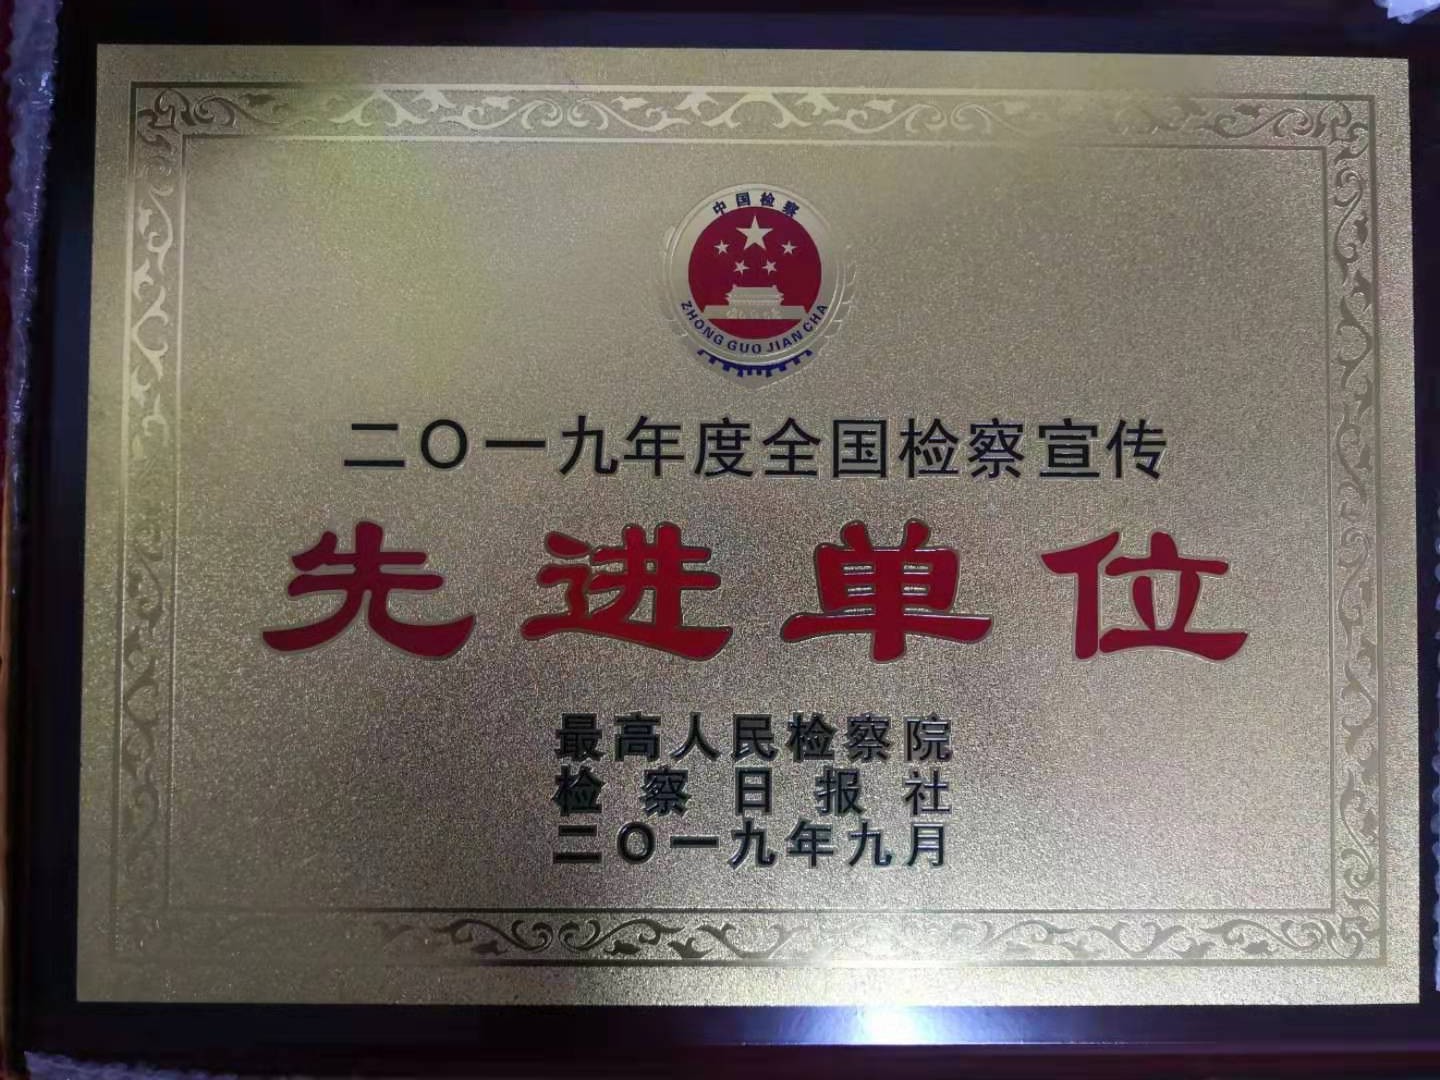 中国检察
ZHONG GUO JIAN CHA
二〇一九年度全国检察宣传
先进单位
最高人民检察院
检察日报社
二〇一九年九月